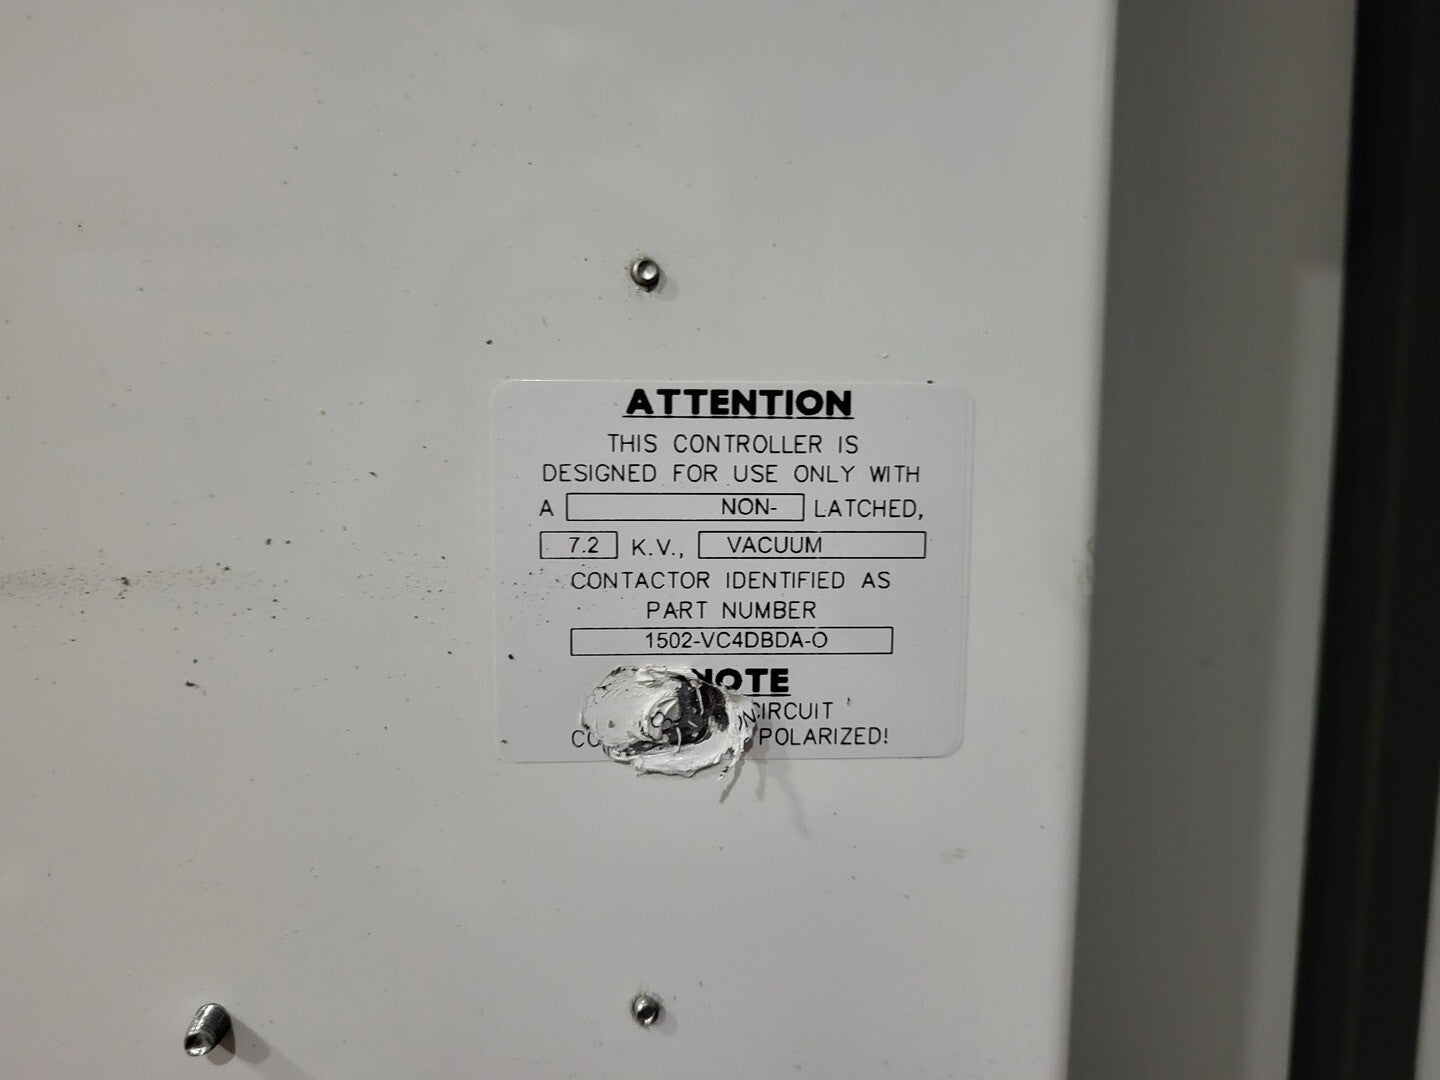 ATTENTION
THIS CONTROLLER IS
DESIGNED FOR USE ONLY WITH
A NON- LATCHED,
7.2 K.V., VACUUM
CONTACTOR IDENTIFIED AS
PART NUMBER
1502-VC4DBDA-O
NOTE
CIRCUIT
POLARIZED!